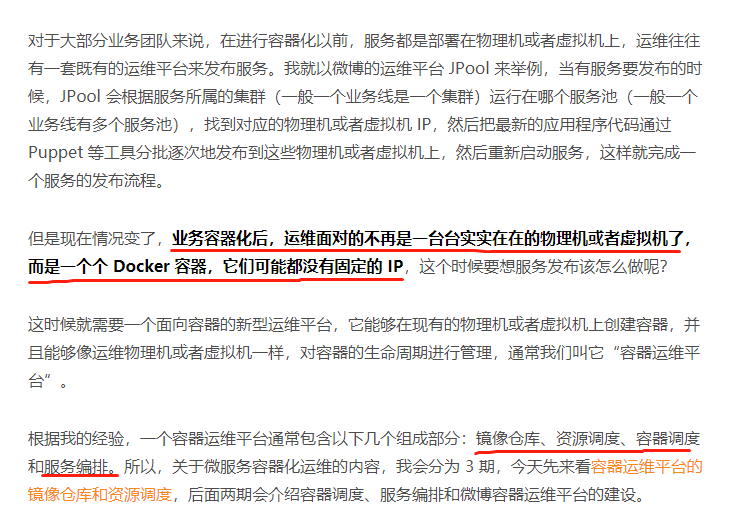 对于大部分业务团队来说，在进行容器化以前，服务都是部署在物理机或者虚拟机上，运维往往
有一套既有的运维平台来发布服务。我就以微博的运维平台 JPool 来举例，当有服务要发布的时
候，JPool 会根据服务所属的集群（一般一个业务线是一个集群）运行在哪个服务池（一般一个
业务线有多个服务池），找到对应的物理机或者虚拟机 IP，然后把最新的应用程序代码通过
Puppet 等工具分批逐次地发布到这些物理机或者虚拟机上，然后重新启动服务，这样就完成一
个服务的发布流程。
但是现在情况变了，业务容器化后，运维面对的不再是一台台实实在在的物理机或者虚拟机了，
而是一个个 Docker 容器，它们可能都没有固定的 IP，这个时候要想服务发布该怎么做呢？
这时候就需要一个面向容器的新型运维平台，它能够在现有的物理机或者虚拟机上创建容器，并
且能够像运维物理机或者虚拟机一样，对容器的生命周期进行管理，通常我们叫它“容器运维平
台”。
根据我的经验，一个容器运维平台通常包含以下几个组成部分：镜像仓库、资源调度、容器调度
和服务编排。所以，关于微服务容器化运维的内容，我会分为 3 期，今天先来看容器运维平台的
镜像仓库和资源调度，后面两期会介绍容器调度、服务编排和微博容器运维平台的建设。